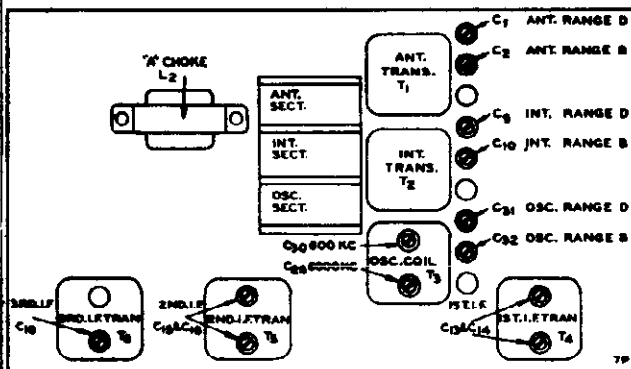 C1 ANT. RANGE D
C2 ANT. RANGE B
"A" CHOKE
L2
ANT.
TRANS.
T1
ANT.
SECT.
C9 INT. RANGE D
C10 INT. RANGE B
INT.
SECT.
INT.
TRANS.
T2
OSC.
SECT.
C31 OSC. RANGE D
C32 OSC. RANGE B
C30 600 KC
OSC. COIL
T3
3RD. I.F.
3RD. I.F. TRAN
2ND. I.F.
2ND. I.F. TRAN
T5
1ST. I.F.
1ST. I.F. TRAN
C13 & C14
T4